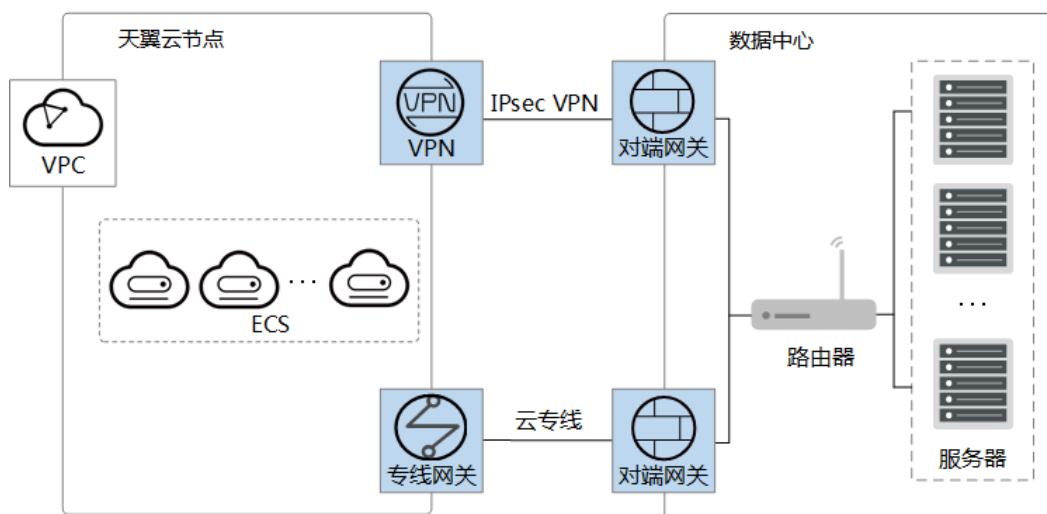 天翼云节点
数据中心
VPN
IPsec VPN
VPC
VPN
对端网关
ECS
路由器
云专线
专线网关
对端网关
服务器